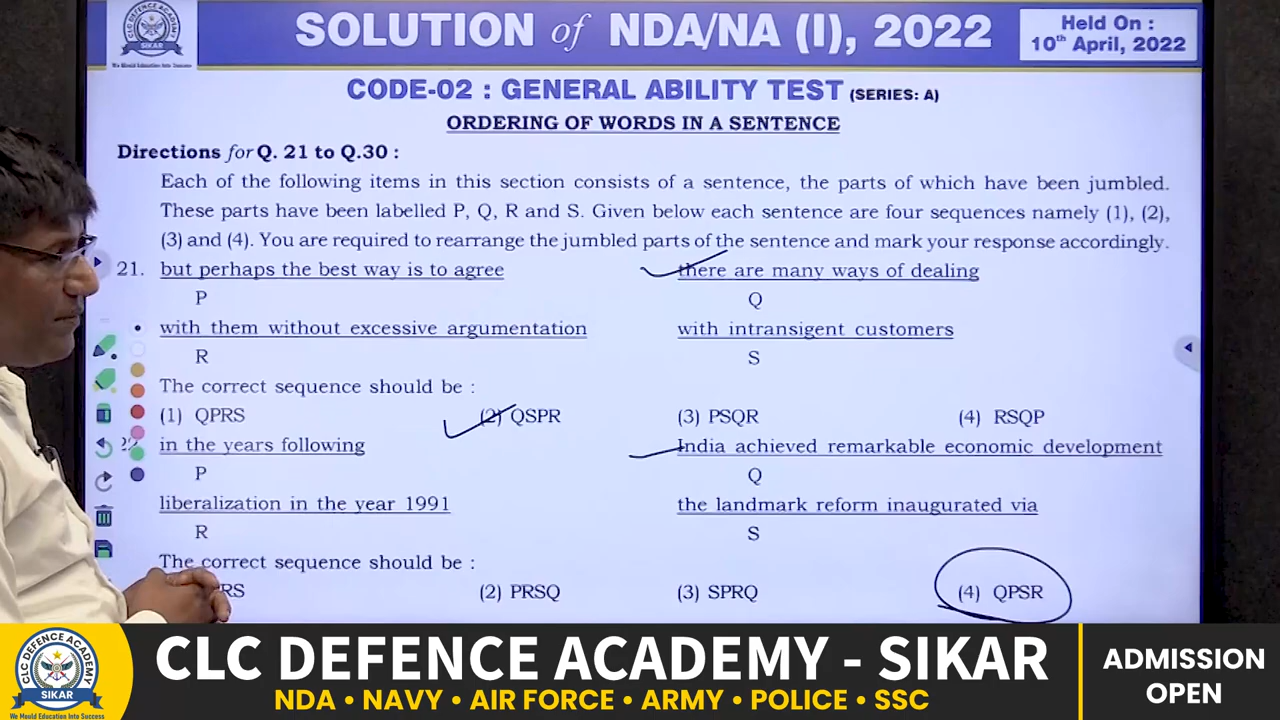 CLC DEFENCE ACADEMY
SIKAR
We Mould Education Into Success
SOLUTION of NDA/NA (I), 2022
Held On :
10th April, 2022
CODE-02 : GENERAL ABILITY TEST (SERIES: A)
ORDERING OF WORDS IN A SENTENCE
Directions for Q. 21 to Q.30 :
Each of the following items in this section consists of a sentence, the parts of which have been jumbled.
These parts have been labelled P, Q, R and S. Given below each sentence are four sequences namely (1), (2),
(3) and (4). You are required to rearrange the jumbled parts of the sentence and mark your response accordingly.
21. but perhaps the best way is to agree there are many ways of dealing
P Q
with them without excessive argumentation with intransigent customers
R S
The correct sequence should be :
(1) QPRS (2) QSPR (3) PSQR (4) RSQP
in the years following India achieved remarkable economic development
P Q
liberalization in the year 1991 the landmark reform inaugurated via
R S
The correct sequence should be :
RS (2) PRSQ (3) SPRQ (4) QPSR
CLC DEFENCE ACADEMY
SIKAR
We Mould Education Into Success
CLC DEFENCE ACADEMY - SIKAR
NDA • NAVY • AIR FORCE • ARMY • POLICE • SSC
ADMISSION
OPEN